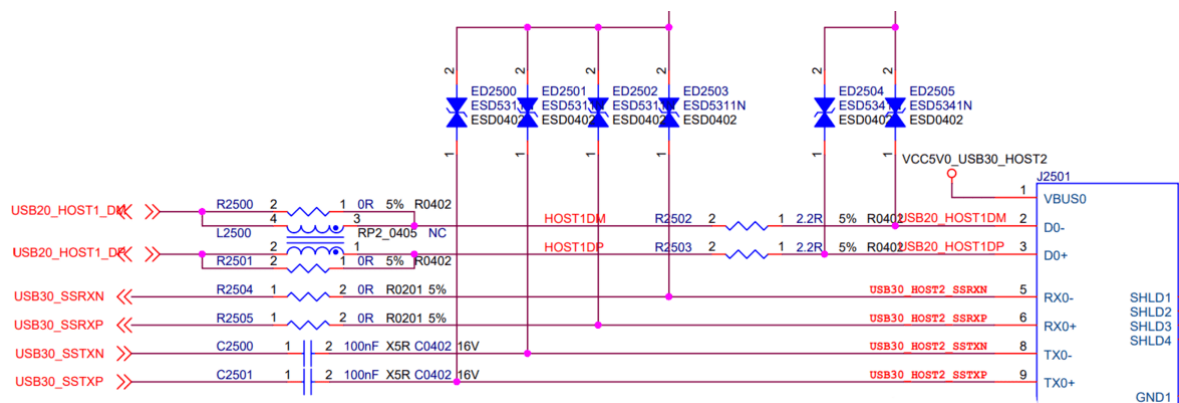 2 2 2 2 2 2
ED2500 ED2501 ED2502 ED2503 ED2504 ED2505
ESD5311N ESD5311N ESD5311N ESD5341N
ESD0402 ESD0402
1 1 1 1 1 1
VCC5V0_USB30_HOST2
J2501
1 VBUS0
USB20_HOST1_DM R2500 2 1 0R 5% R0402 HOST1DM R2502 2 1 2.2R 5% R0402 USB20_HOST1DM 2 D0-
L2500 4 3 RP2_0405 NC
USB20_HOST1_DP 2 1 HOST1DP R2503 2 1 2.2R 5% R0402 USB20_HOST1DP 3 D0+
R2501 2 1 0R 5% R0402
USB30_SSRXN R2504 1 2 0R R0201 5% USB30_HOST2_SSRXN 5 RX0-
USB30_SSRXP R2505 1 2 0R R0201 5% USB30_HOST2_SSRXP 6 RX0+
USB30_SSTXN C2500 1 2 100nF X5R C0402 16V USB30_HOST2_SSTXN 8 TX0-
USB30_SSTXP C2501 1 2 100nF X5R C0402 16V USB30_HOST2_SSTXP 9 TX0+
SHLD1
SHLD2
SHLD3
SHLD4
GND1